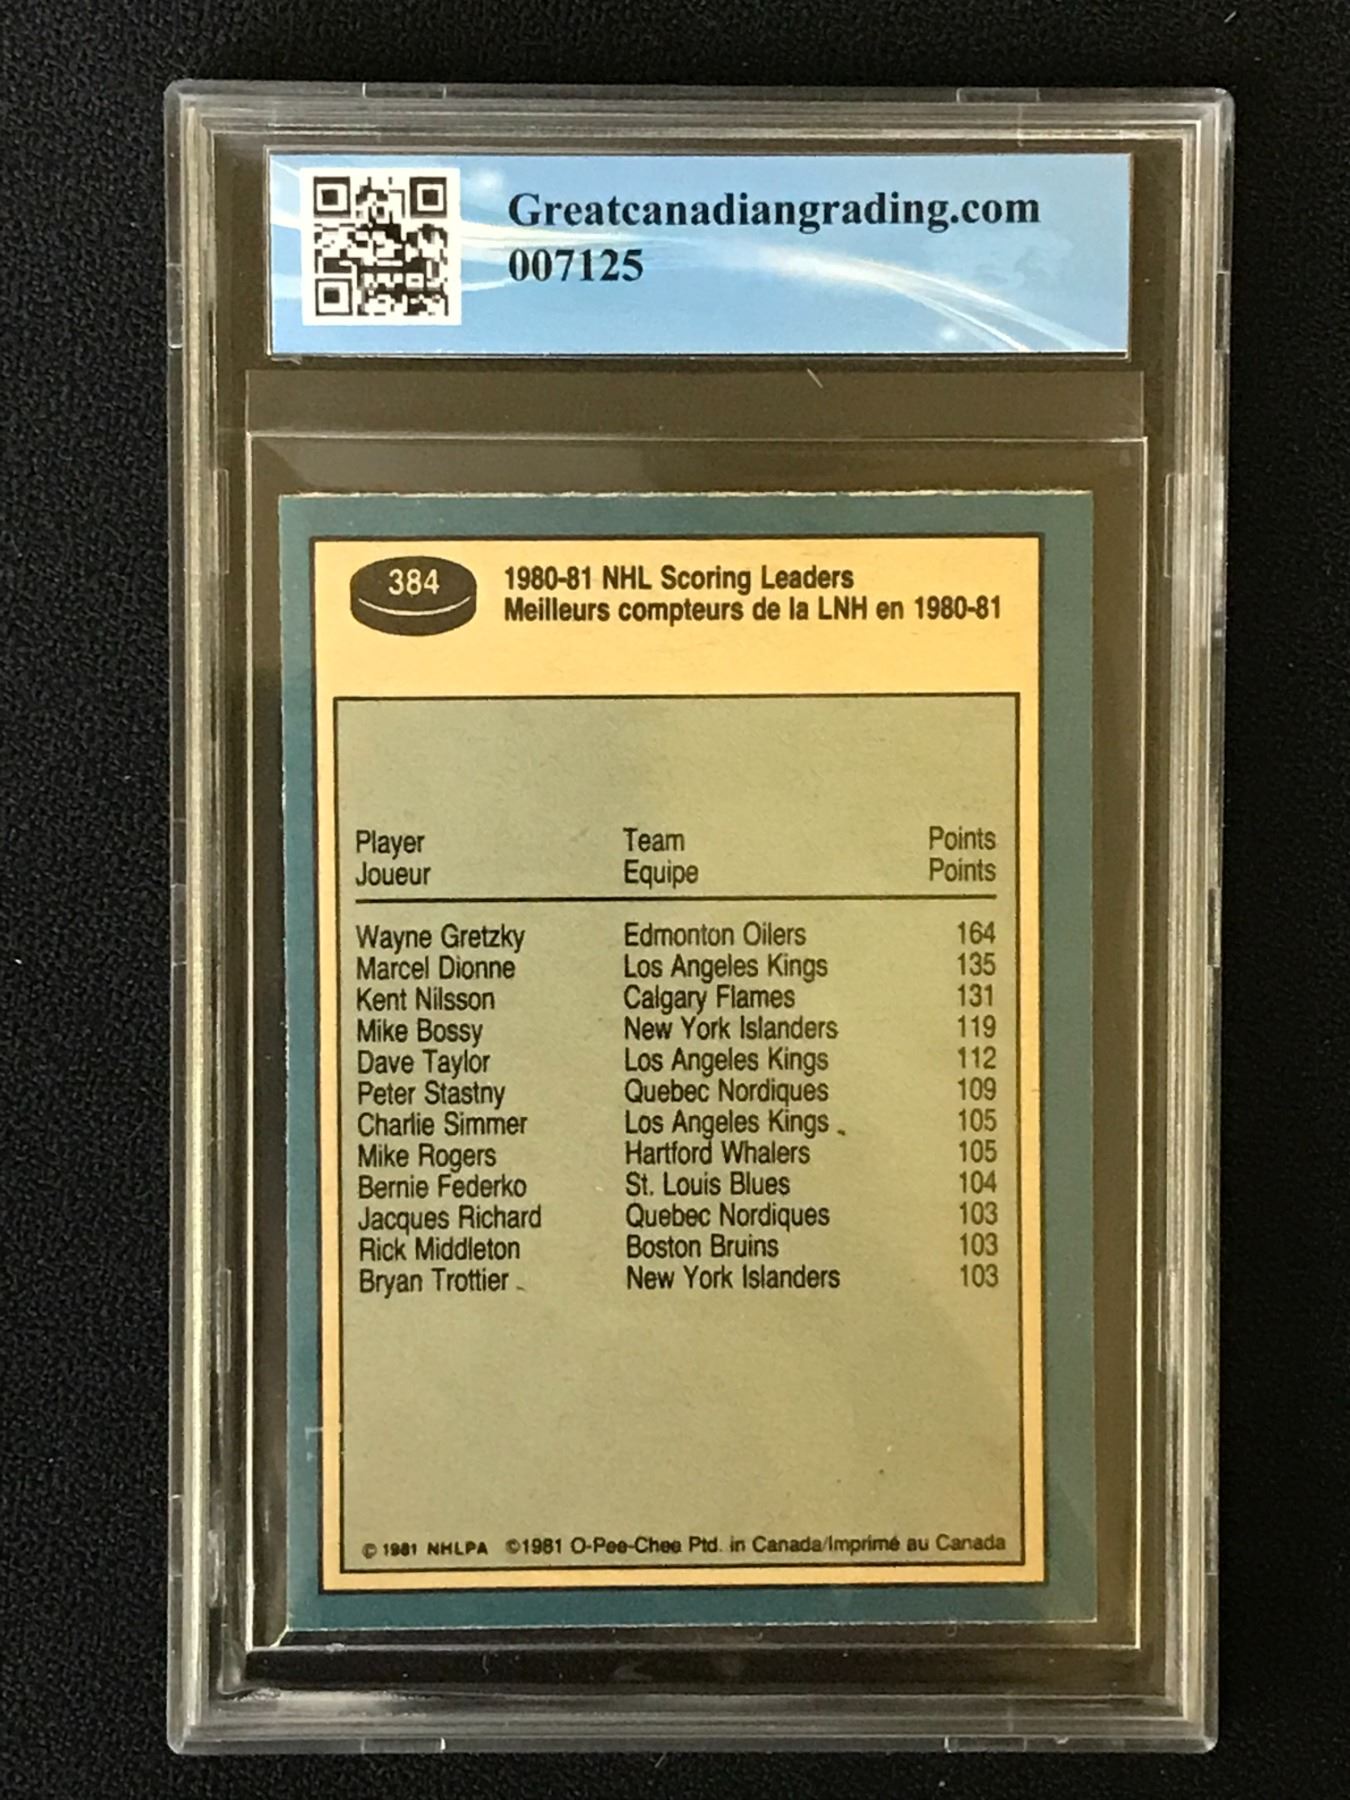 Greatcanadiangrading.com
007125
384
1980-81 NHL Scoring Leaders
Meilleurs compteurs de la LNH en 1980-81
Player Team Points
Joueur Equipe Points
Wayne Gretzky Edmonton Oilers 164
Marcel Dionne Los Angeles Kings 135
Kent Nilsson Calgary Flames 131
Mike Bossy New York Islanders 119
Dave Taylor Los Angeles Kings 112
Peter Stastny Quebec Nordiques 109
Charlie Simmer Los Angeles Kings 105
Mike Rogers Hartford Whalers 105
Bernie Federko St. Louis Blues 104
Jacques Richard Quebec Nordiques 103
Rick Middleton Boston Bruins 103
Bryan Trottier New York Islanders 103
© 1981 NHLPA ©1981 O-Pee-Chee Ptd. in Canada/Imprimé au Canada